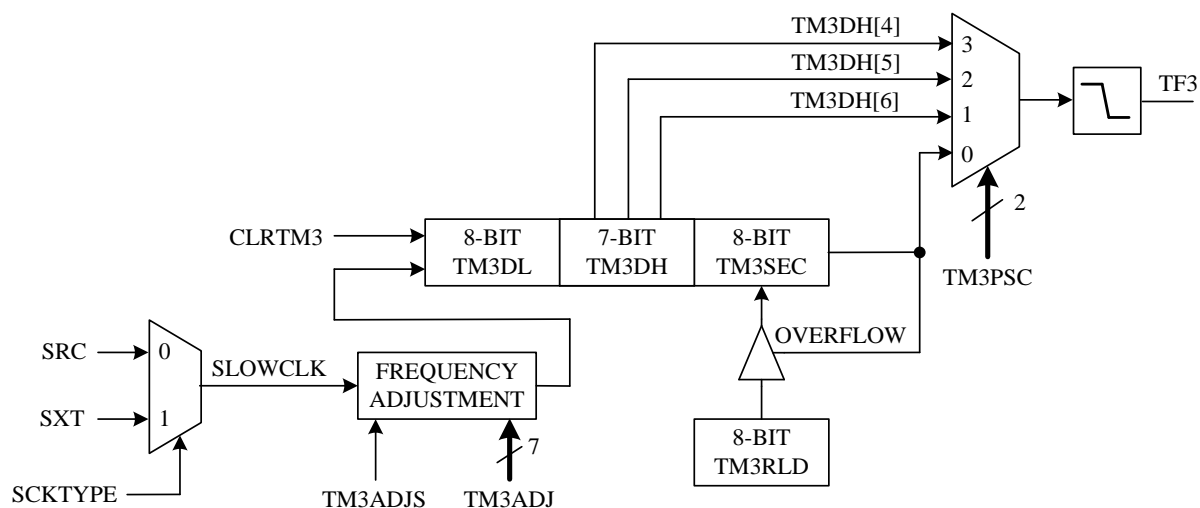 TM3DH[4]
3
TM3DH[5]
2
TF3
TM3DH[6]
1
0
2
CLRTM3
8-BIT
TM3DL
7-BIT
TM3DH
8-BIT
TM3SEC
TM3PSC
OVERFLOW
SRC
0
SLOWCLK
FREQUENCY
ADJUSTMENT
SXT
1
8-BIT
TM3RLD
7
SCKTYPE
TM3ADJS
TM3ADJ